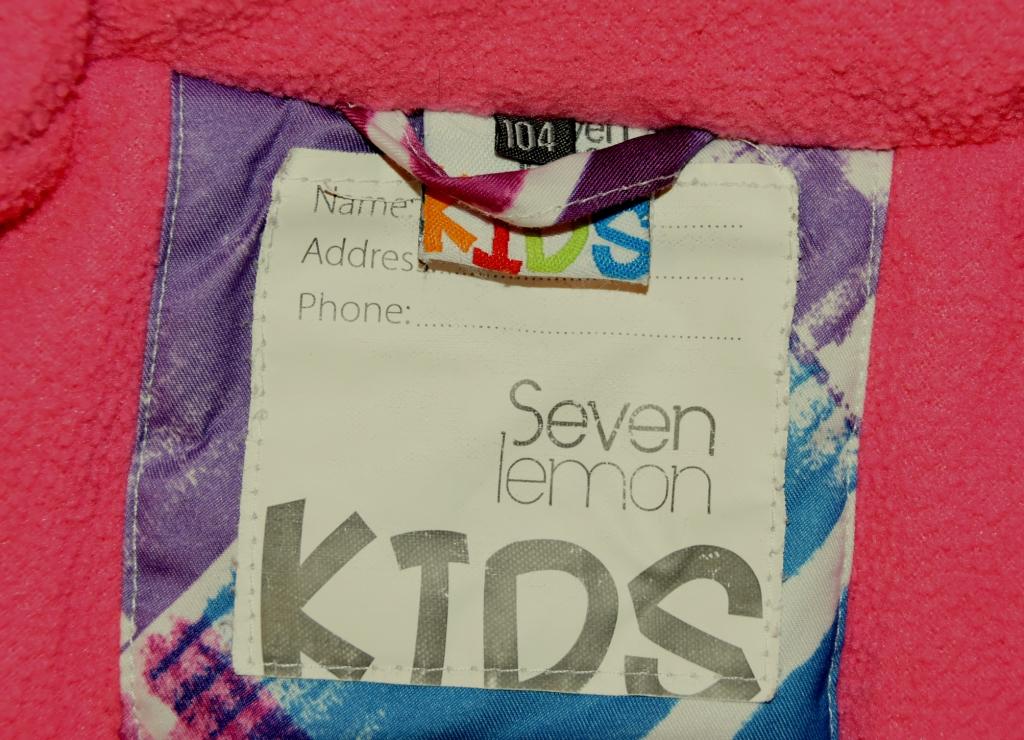 104
KIDS
Name:
Address
Phone:
Seven
lemon
KIDS